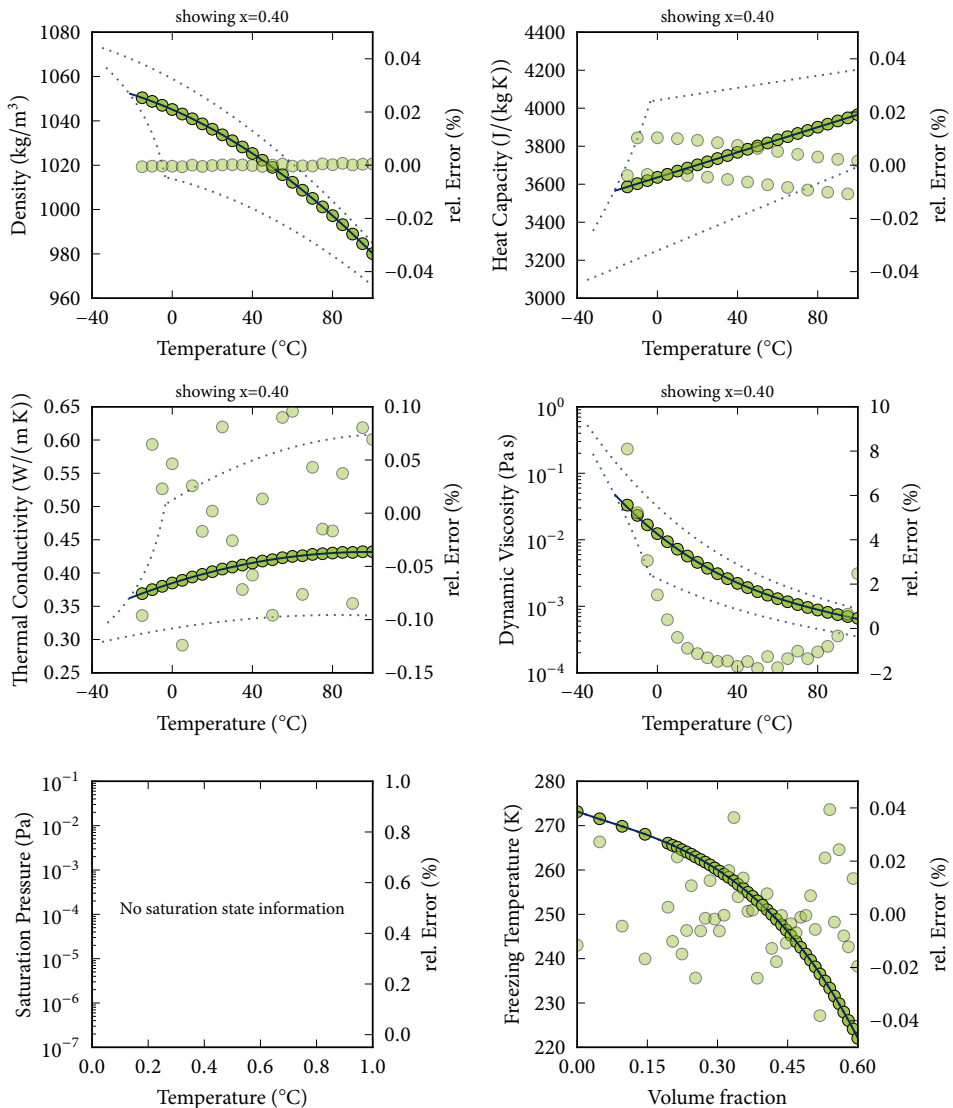 showing x=0.40
1080
1060
1040
1020
1000
980
960
Density (kg/m³)
0.04
0.02
0.00
−0.02
−0.04
rel. Error (%)
−40 0 40 80
Temperature (°C)
showing x=0.40
4400
4200
4000
3800
3600
3400
3200
3000
Heat Capacity (J/(kg K))
0.04
0.02
0.00
−0.02
−0.04
rel. Error (%)
−40 0 40 80
Temperature (°C)
showing x=0.40
0.65
0.60
0.55
0.50
0.45
0.40
0.35
0.30
0.25
Thermal Conductivity (W/(m K))
0.10
0.05
0.00
−0.05
−0.10
−0.15
rel. Error (%)
−40 0 40 80
Temperature (°C)
showing x=0.40
10⁰
10⁻¹
10⁻²
10⁻³
10⁻⁴
Dynamic Viscosity (Pa s)
10
8
6
4
2
0
−2
rel. Error (%)
−40 0 40 80
Temperature (°C)
10⁻¹
10⁻²
10⁻³
10⁻⁴
10⁻⁵
10⁻⁶
10⁻⁷
Saturation Pressure (Pa)
No saturation state information
1.0
0.8
0.6
0.4
0.2
0.0
rel. Error (%)
0.0 0.2 0.4 0.6 0.8 1.0
Temperature (°C)
280
270
260
250
240
230
220
Freezing Temperature (K)
0.04
0.02
0.00
−0.02
−0.04
rel. Error (%)
0.00 0.15 0.30 0.45 0.60
Volume fraction